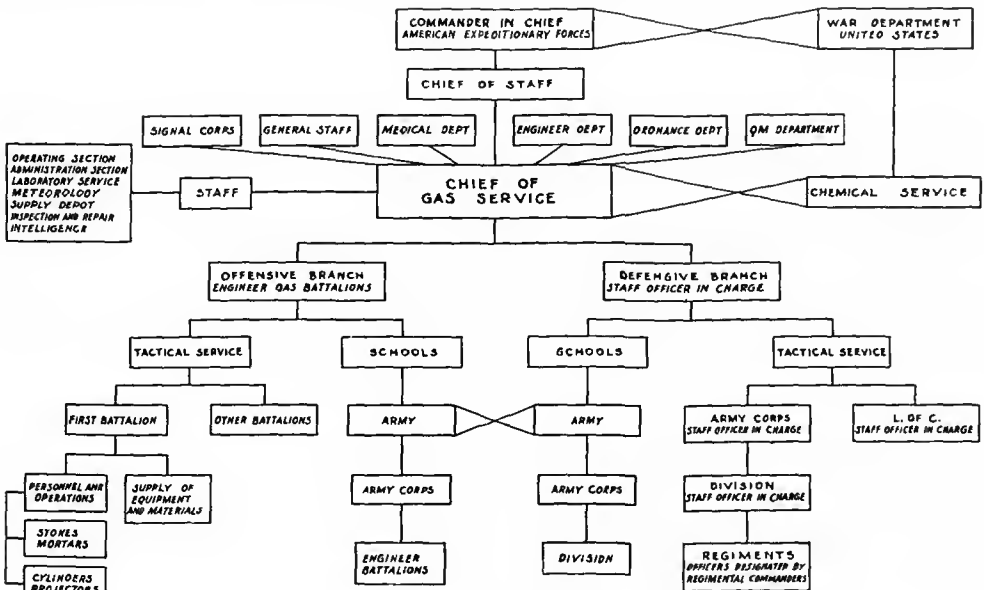 COMMANDER IN CHIEF
AMERICAN EXPEDITIONARY FORCES
WAR DEPARTMENT
UNITED STATES
CHIEF OF STAFF
SIGNAL CORPS
GENERAL STAFF
MEDICAL DEPT
ENGINEER DEPT
ORDNANCE DEPT
QM DEPARTMENT
OPERATING SECTION
ADMINISTRATION SECTION
LABORATORY SERVICE
METEOROLOGY
SUPPLY DEPOT
INSPECTION AND REPAIR
INTELLIGENCE
STAFF
CHIEF OF
GAS SERVICE
CHEMICAL SERVICE
OFFENSIVE BRANCH
ENGINEER GAS BATTALIONS
DEFENSIVE BRANCH
STAFF OFFICER IN CHARGE
TACTICAL SERVICE
SCHOOLS
SCHOOLS
TACTICAL SERVICE
FIRST BATTALION
OTHER BATTALIONS
ARMY
ARMY
ARMY CORPS
STAFF OFFICER IN CHARGE
L. OF C.
STAFF OFFICER IN CHARGE
PERSONNEL AND
OPERATIONS
SUPPLY OF
EQUIPMENT
AND MATERIALS
ARMY CORPS
ARMY CORPS
DIVISION
STAFF OFFICER IN CHARGE
STOKES
MORTARS
ENGINEER
BATTALIONS
DIVISION
REGIMENTS
OFFICERS DESIGNATED BY
REGIMENTAL COMMANDERS
CYLINDERS
PROJECTORS